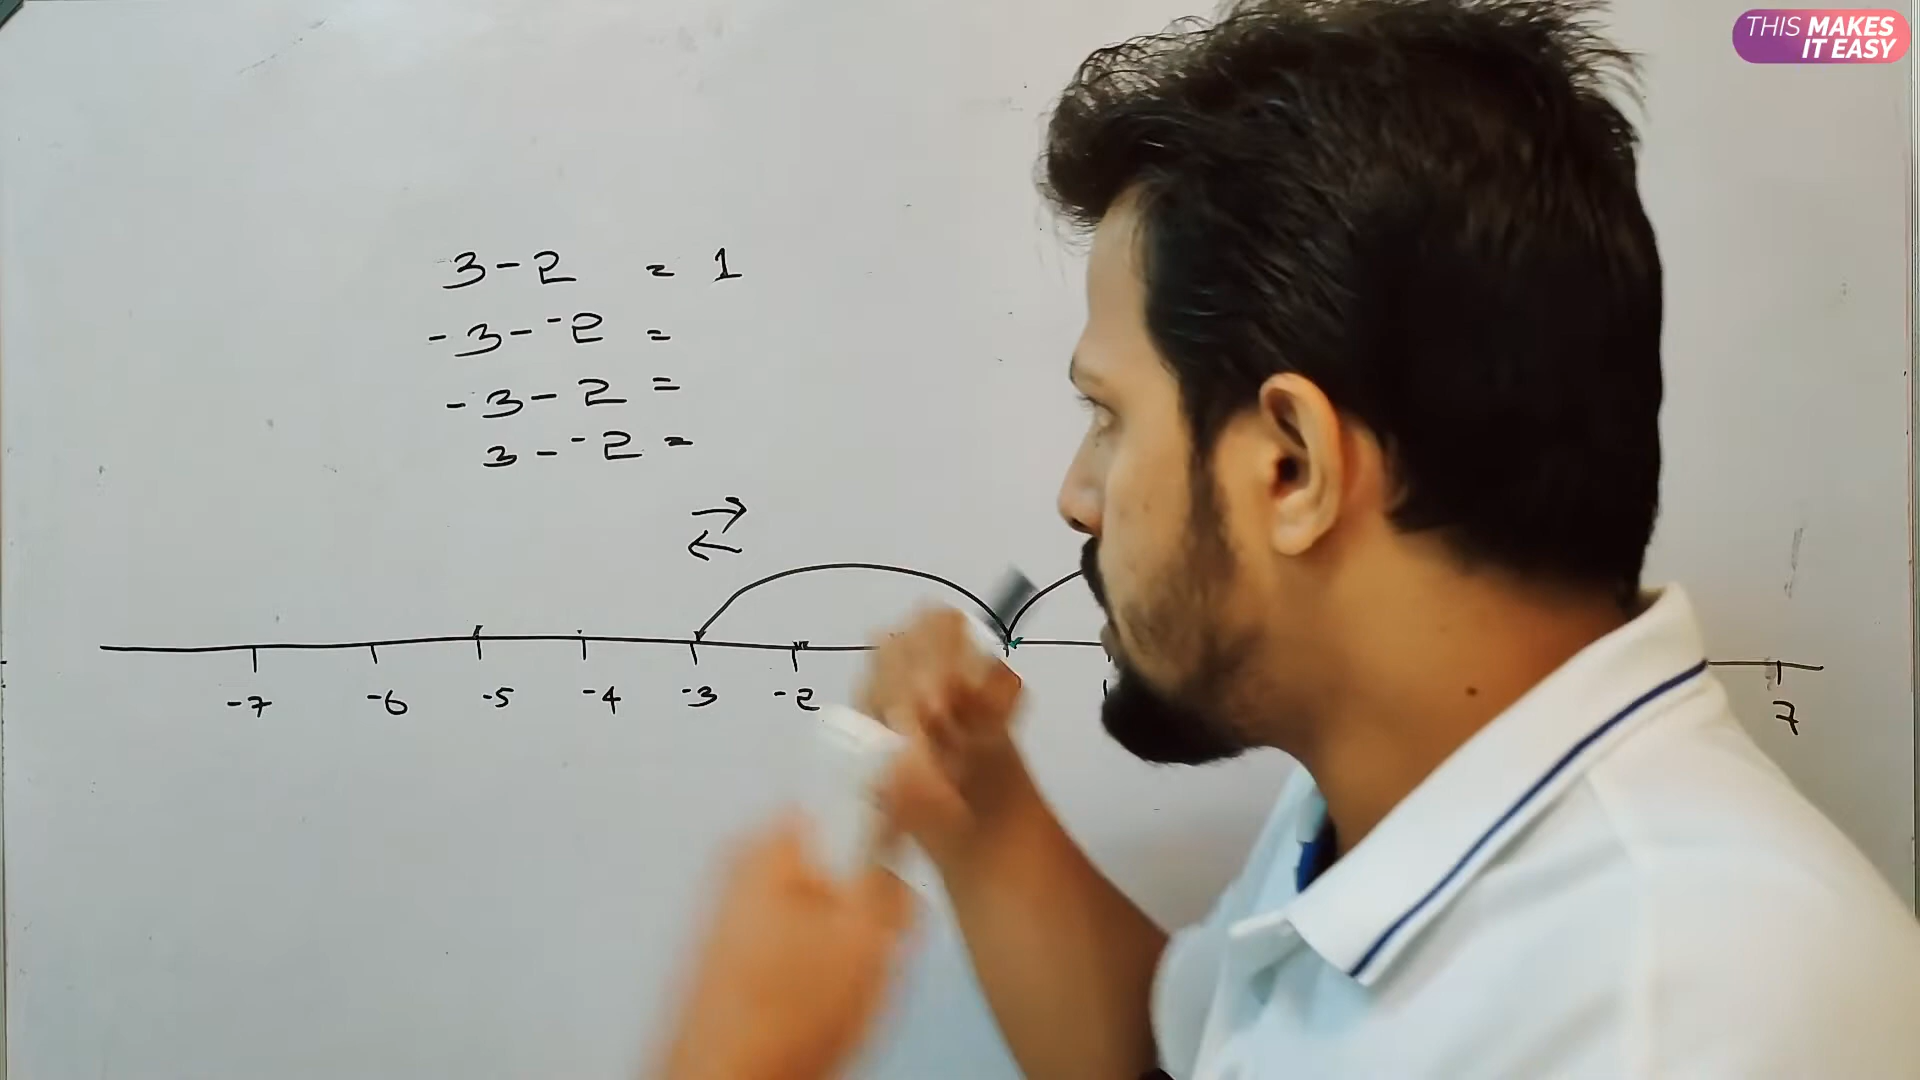 THIS MAKES
IT EASY
3-2 = 1
-3--2 =
-3-2 =
3--2 =
-7 -6 -5 -4 -3 -2 7